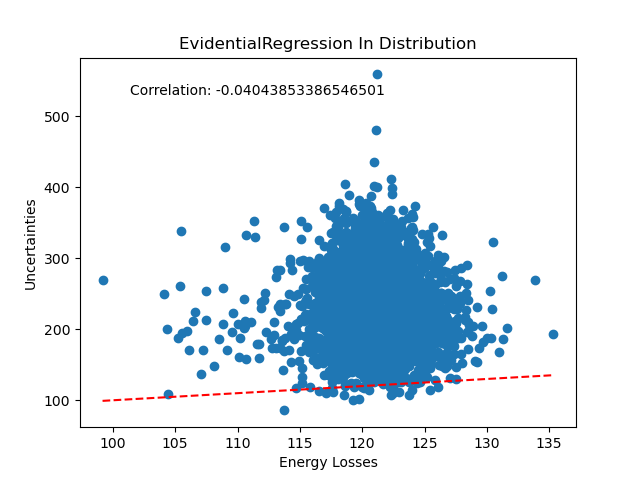 EvidentialRegression In Distribution
Correlation: -0.04043853386546501
Uncertainties
500
400
300
200
100
100 105 110 115 120 125 130 135
Energy Losses